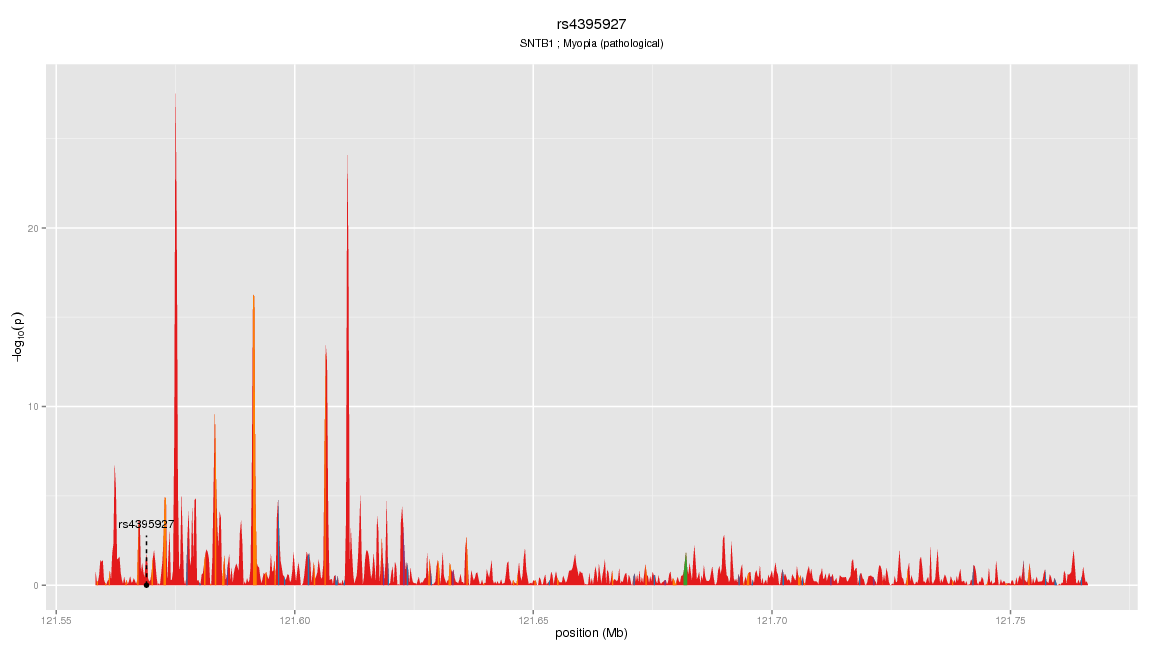 rs4395927
SNTB1 ; Myopia (pathological)
−log10(p)
20
10
0
rs4395927
121.55
121.60
121.65
121.70
121.75
position (Mb)